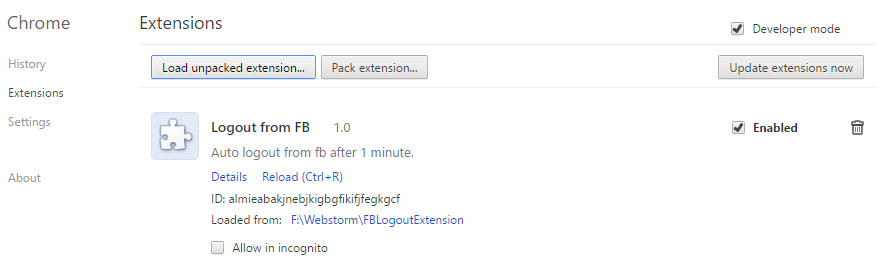 Chrome
Extensions
Developer mode
History
Load unpacked extension...
Pack extension...
Update extensions now
Extensions
Settings
Logout from FB 1.0
Enabled
Auto logout from fb after 1 minute.
About
Details Reload (Ctrl+R)
ID: almieabakjnebjkigbgfikifjfegkgcf
Loaded from: F:\Webstorm\FBLogoutExtension
Allow in incognito